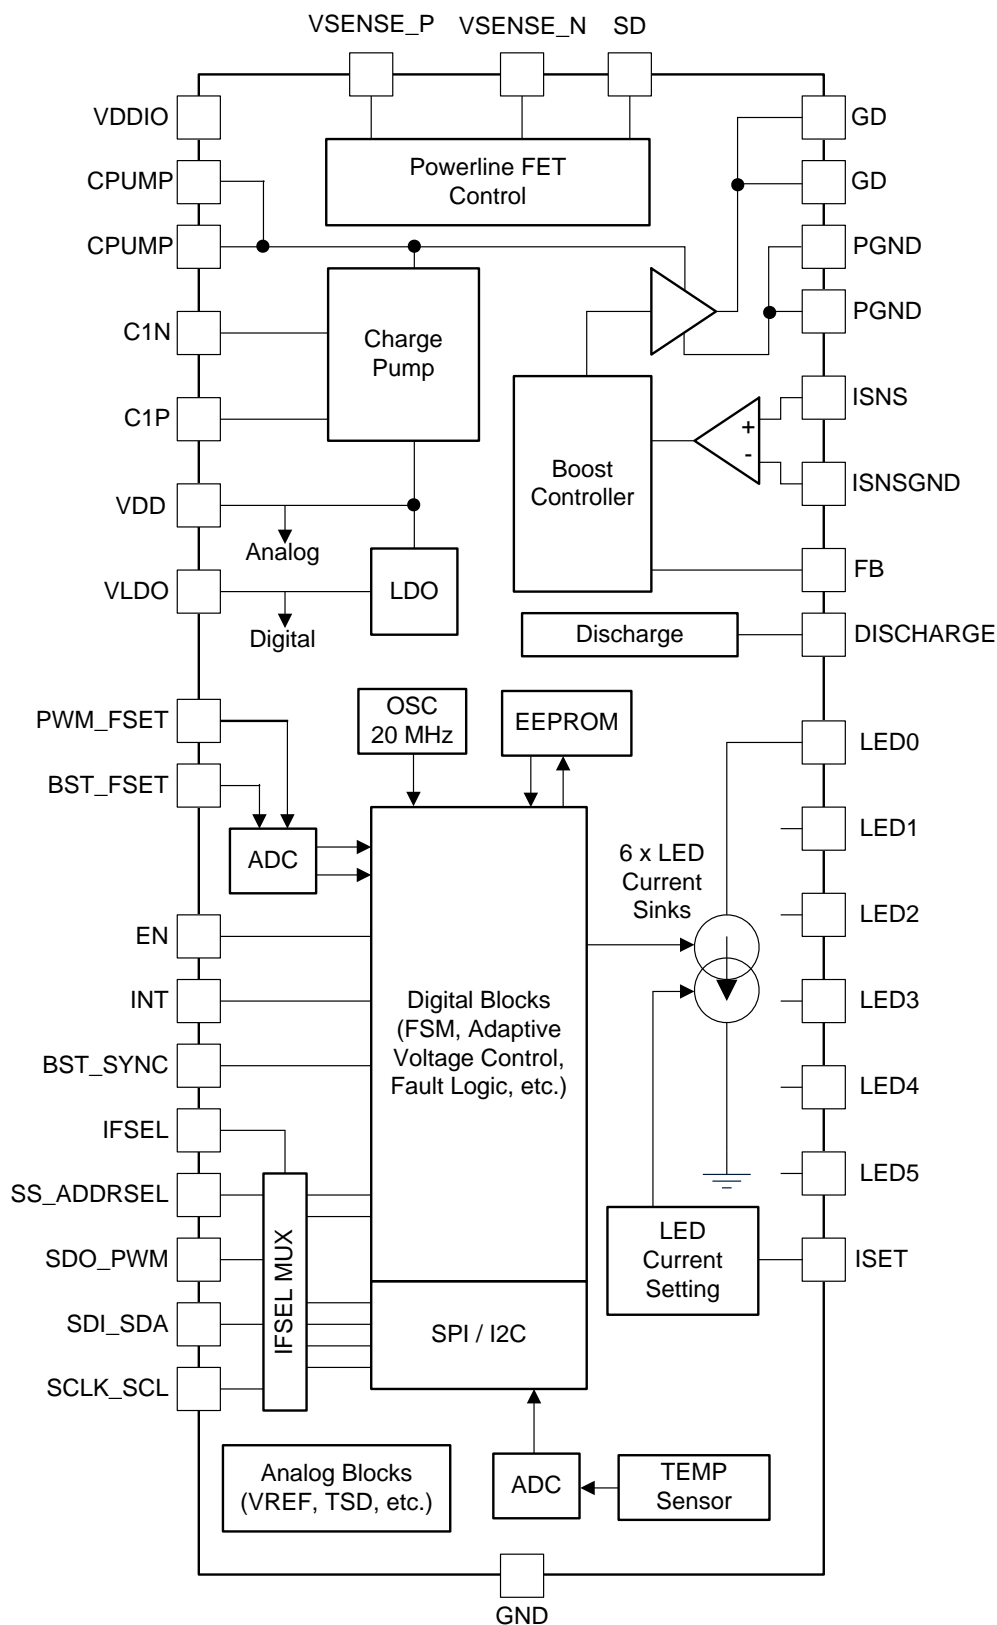 VSENSE_P
VSENSE_N
SD
VDDIO
GD
Powerline FET
Control
CPUMP
GD
CPUMP
PGND
C1N
Charge
Pump
PGND
C1P
ISNS
+
-
Boost
Controller
ISNSGND
VDD
Analog
VLDO
LDO
FB
Digital
Discharge
DISCHARGE
PWM_FSET
OSC
20 MHz
EEPROM
LED0
BST_FSET
ADC
LED1
6 x LED
Current
Sinks
LED2
EN
INT
Digital Blocks
(FSM, Adaptive
Voltage Control,
Fault Logic, etc.)
LED3
BST_SYNC
LED4
IFSEL
LED5
SS_ADDRSEL
IFSEL MUX
LED
Current
Setting
SDO_PWM
ISET
SDI_SDA
SPI / I2C
SCLK_SCL
Analog Blocks
(VREF, TSD, etc.)
ADC
TEMP
Sensor
GND